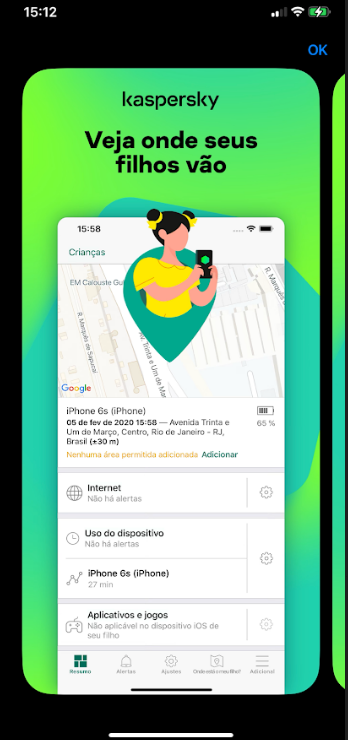 15:12
OK
kaspersky
Veja onde seus
filhos vão
15:58
Crianças
EM Calouste Gul
R. Marquês de Sapucaí
Av. Trinta e Um de Març
R. Marquês
Google
iPhone 6s (iPhone)
05 de fev de 2020 15:58 — Avenida Trinta e
Um de Março, Centro, Rio de Janeiro - RJ,
Brasil (±30 m)
65 %
Nenhuma área permitida adicionada Adicionar
Internet
Não há alertas
Uso do dispositivo
Não há alertas
iPhone 6s (iPhone)
27 min
Aplicativos e jogos
Não aplicável no dispositivo iOS de
seu filho
Resumo
Alertas
Ajustes
Onde está o meu filho?
Adicional